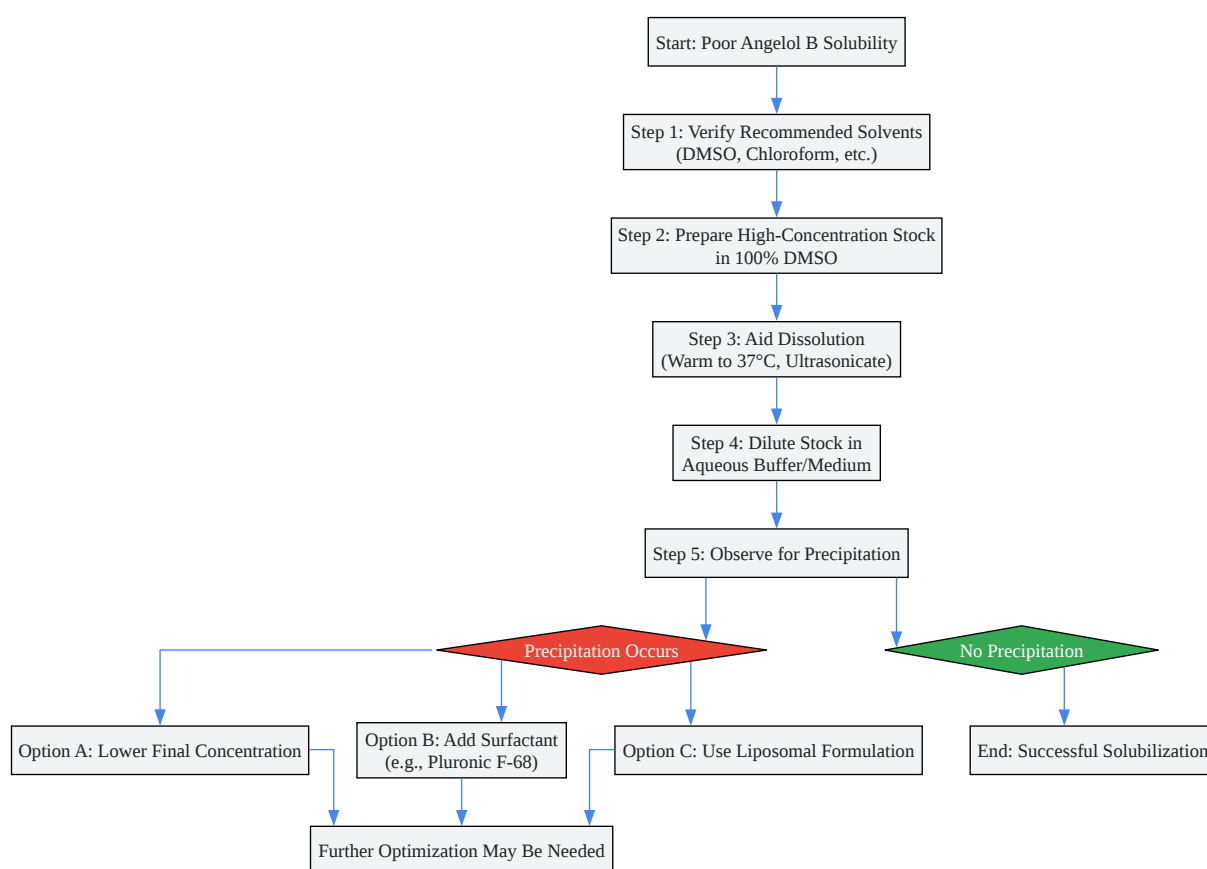 Start: Poor Angelol B Solubility
Step 1: Verify Recommended Solvents
(DMSO, Chloroform, etc.)
Step 2: Prepare High-Concentration Stock
in 100% DMSO
Step 3: Aid Dissolution
(Warm to 37°C, Ultrasonicate)
Step 4: Dilute Stock in
Aqueous Buffer/Medium
Step 5: Observe for Precipitation
Precipitation Occurs
No Precipitation
Option A: Lower Final Concentration
Option B: Add Surfactant
(e.g., Pluronic F-68)
Option C: Use Liposomal Formulation
End: Successful Solubilization
Further Optimization May Be Needed